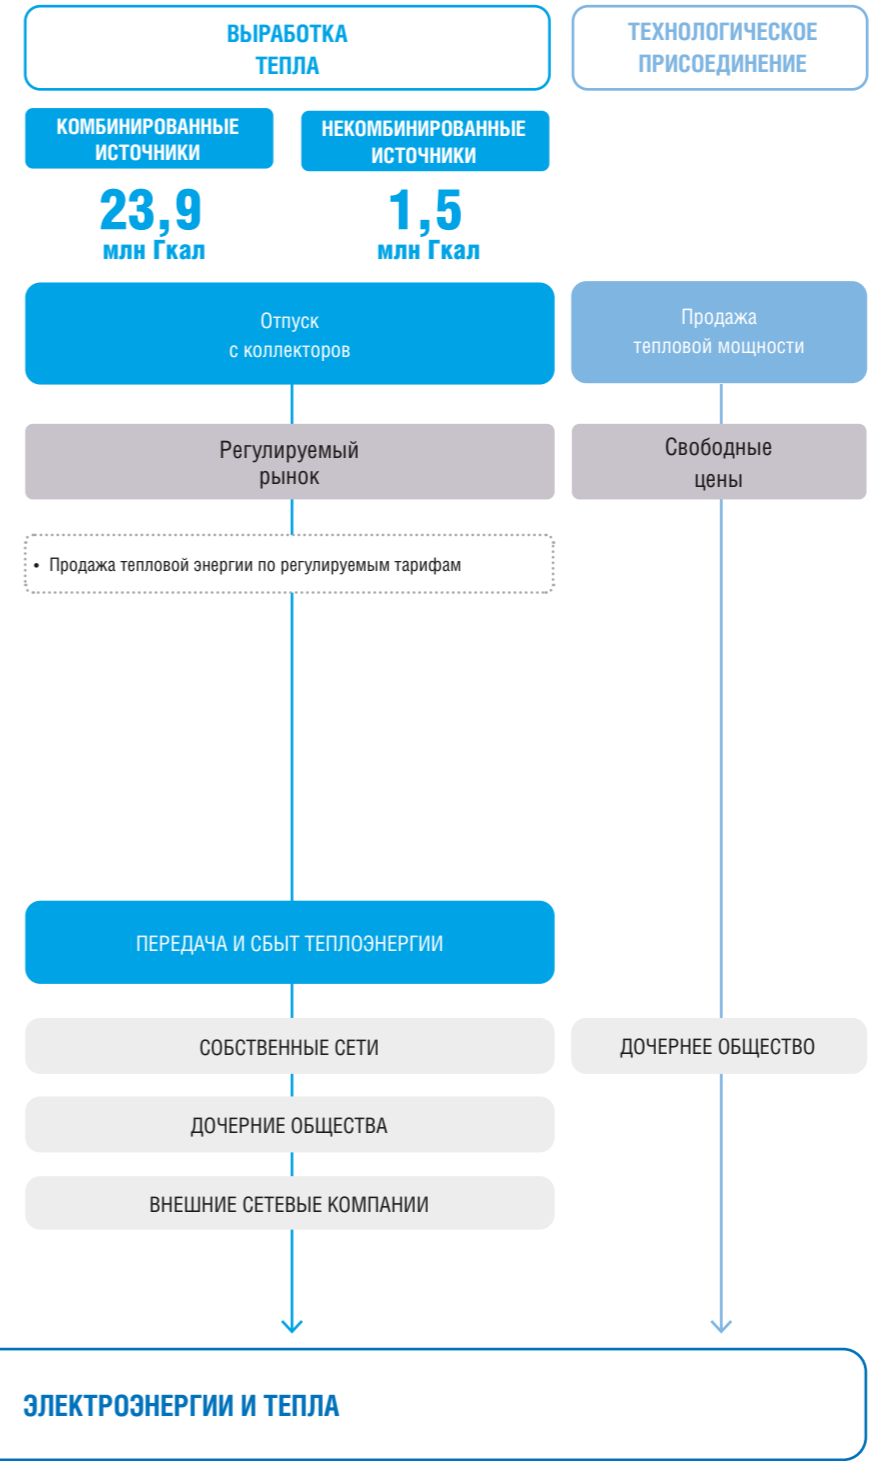 ВЫРАБОТКА
ТЕПЛА
ТЕХНОЛОГИЧЕСКОЕ
ПРИСОЕДИНЕНИЕ
КОМБИНИРОВАННЫЕ
ИСТОЧНИКИ
23,9
млн Гкал
НЕКОМБИНИРОВАННЫЕ
ИСТОЧНИКИ
1,5
млн Гкал
Отпуск
с коллекторов
Продажа
тепловой мощности
Регулируемый
рынок
Свободные
цены
• Продажа тепловой энергии по регулируемым тарифам
ПЕРЕДАЧА И СБЫТ ТЕПЛОЭНЕРГИИ
СОБСТВЕННЫЕ СЕТИ
ДОЧЕРНЕЕ ОБЩЕСТВО
ДОЧЕРНИЕ ОБЩЕСТВА
ВНЕШНИЕ СЕТЕВЫЕ КОМПАНИИ
ЭЛЕКТРОЭНЕРГИИ И ТЕПЛА